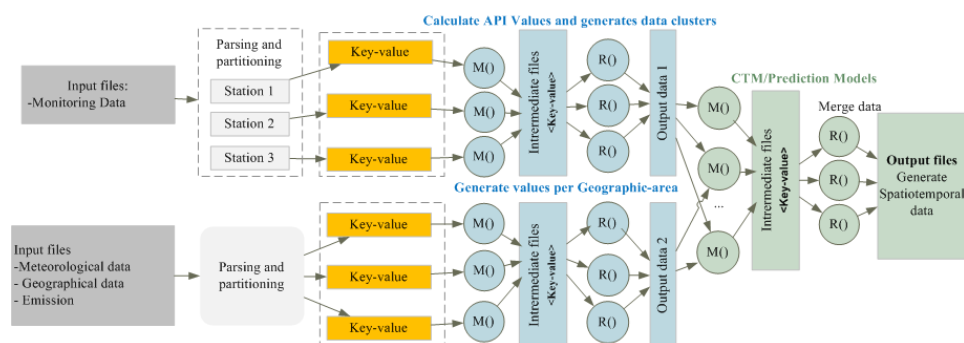 Calculate API Values and generates data clusters
Input files:
-Monitoring Data
Parsing and
partitioning
Station 1
Station 2
Station 3
Key-value
Key-value
Key-value
M()
M()
M()
Intrermediate files
<Key-value>
R()
R()
R()
Output data 1
CTM/Prediction Models
M()
M()
...
M()
Intrermediate files
<Key-value>
Merge data
R()
R()
R()
Output files
Generate
Spatiotemporal
data
Generate values per Geographic-area
Input files
-Meteorological data
-Geographical data
- Emission
Parsing and
partitioning
Key-value
Key-value
Key-value
M()
M()
M()
Intrermediate files
<Key-value>
R()
R()
R()
Output data 2